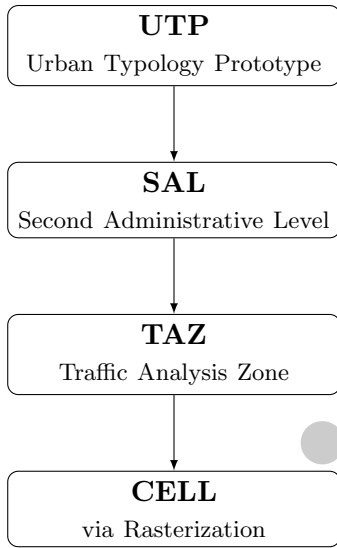 UTP
Urban Typology Prototype
SAL
Second Administrative Level
TAZ
Traffic Analysis Zone
CELL
via Rasterization